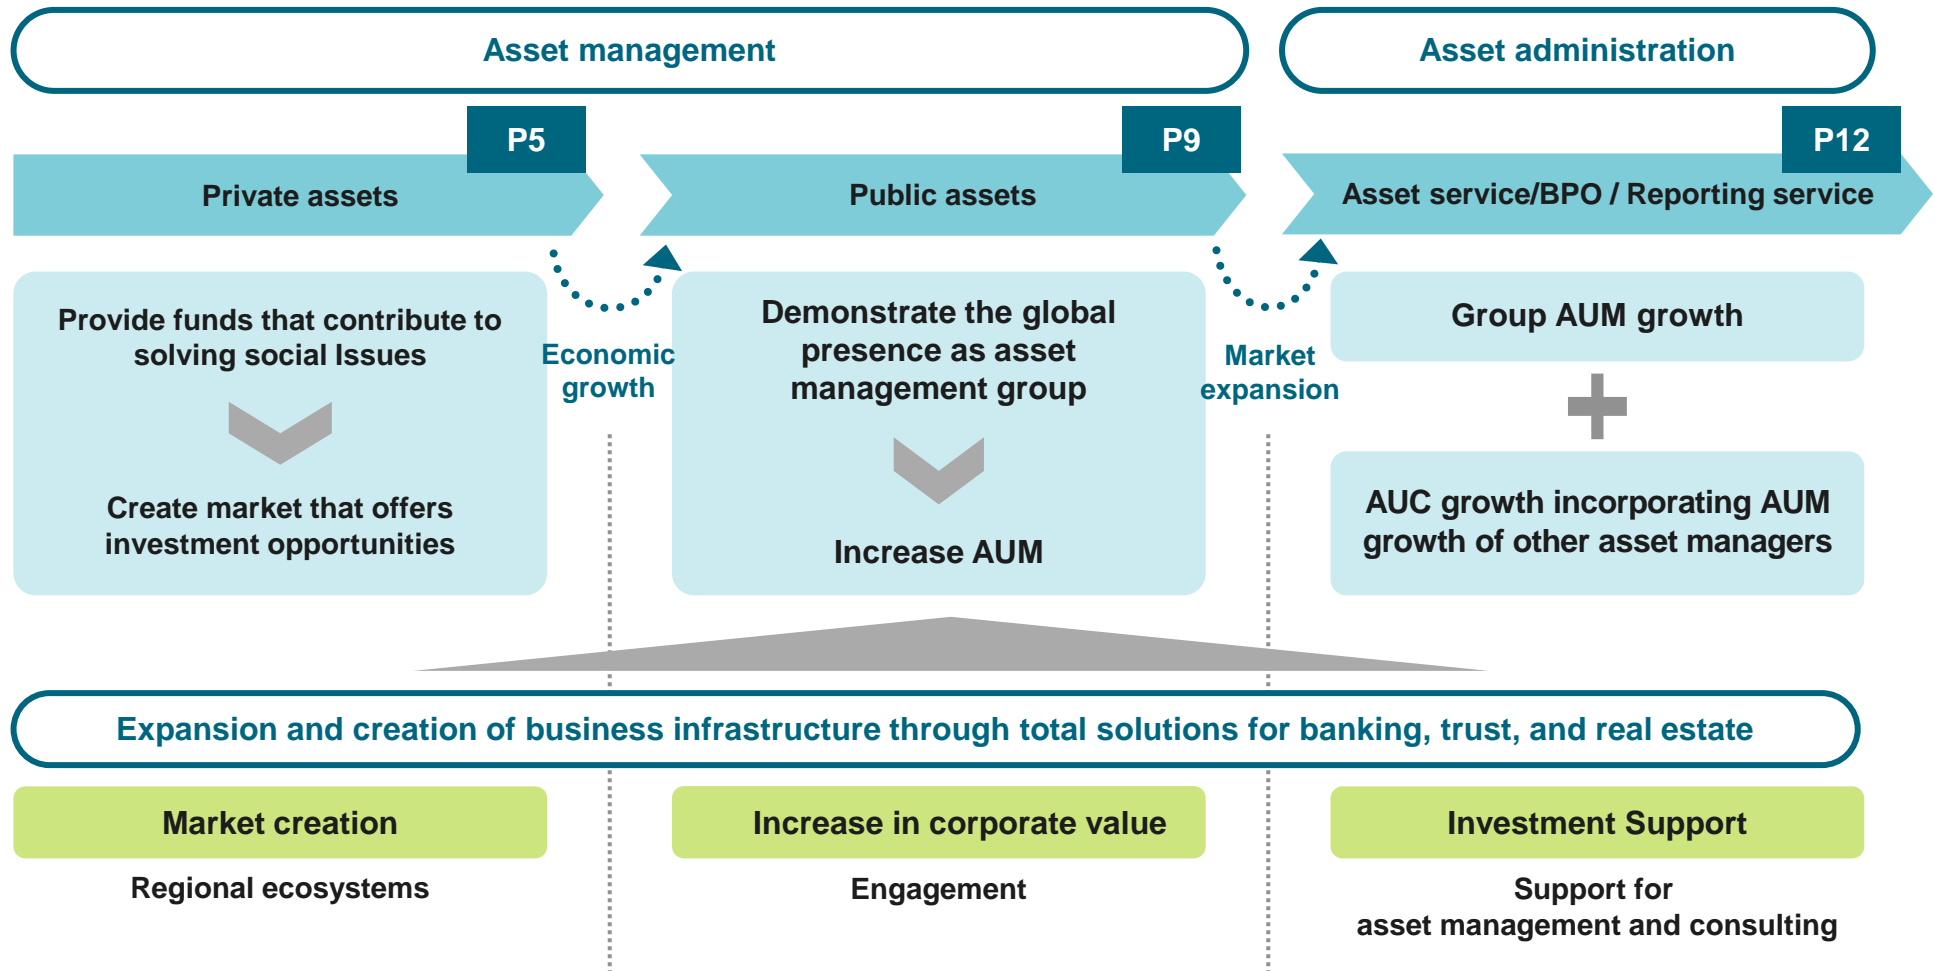 Asset management
Asset administration
P5
P9
P12
Private assets
Public assets
Asset service/BPO / Reporting service
Provide funds that contribute to
solving social Issues
Create market that offers
investment opportunities
Economic
growth
Demonstrate the global
presence as asset
management group
Increase AUM
Market
expansion
Group AUM growth
AUC growth incorporating AUM
growth of other asset managers
Expansion and creation of business infrastructure through total solutions for banking, trust, and real estate
Market creation
Regional ecosystems
Increase in corporate value
Engagement
Investment Support
Support for
asset management and consulting